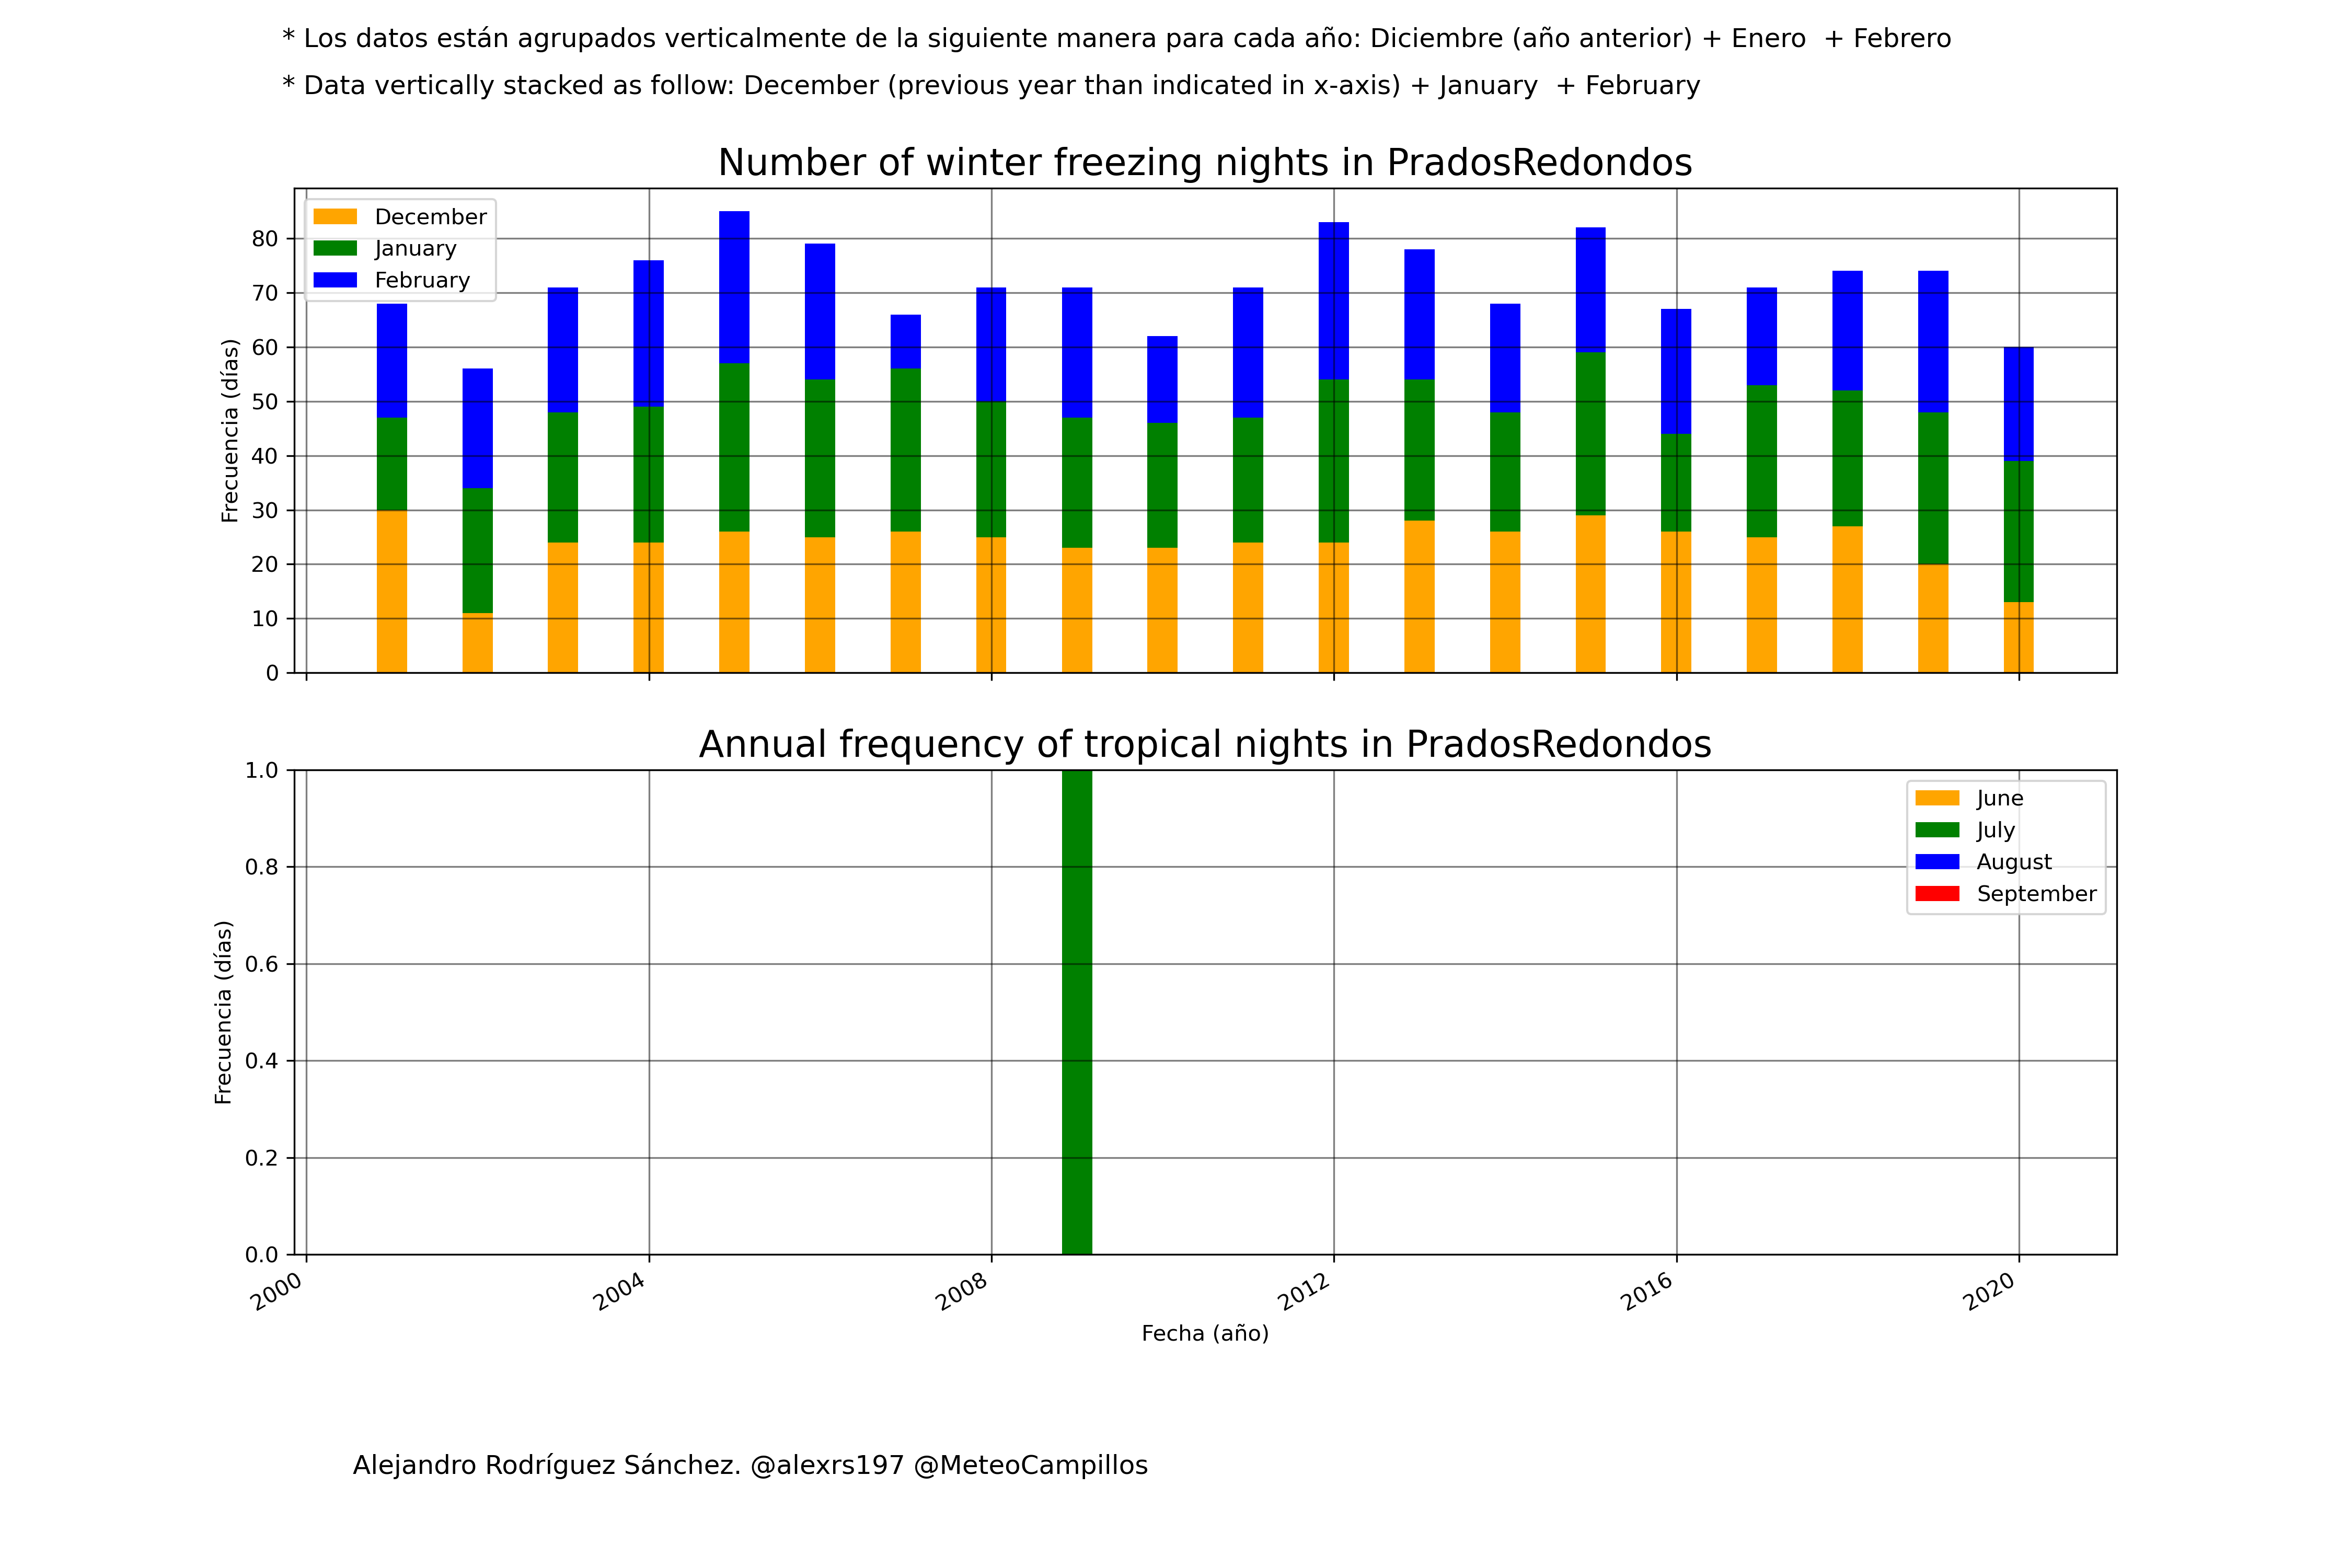 * Los datos están agrupados verticalmente de la siguiente manera para cada año: Diciembre (año anterior) + Enero  + Febrero
* Data vertically stacked as follow: December (previous year than indicated in x-axis) + January  + February
Number of winter freezing nights in PradosRedondos
December
January
February
80
70
60
50
40
30
20
10
0
Frecuencia (días)
Annual frequency of tropical nights in PradosRedondos
June
July
August
September
1.0
0.8
0.6
0.4
0.2
0.0
Frecuencia (días)
2000
2004
2008
2012
2016
2020
Fecha (año)
Alejandro Rodríguez Sánchez. @alexrs197 @MeteoCampillos